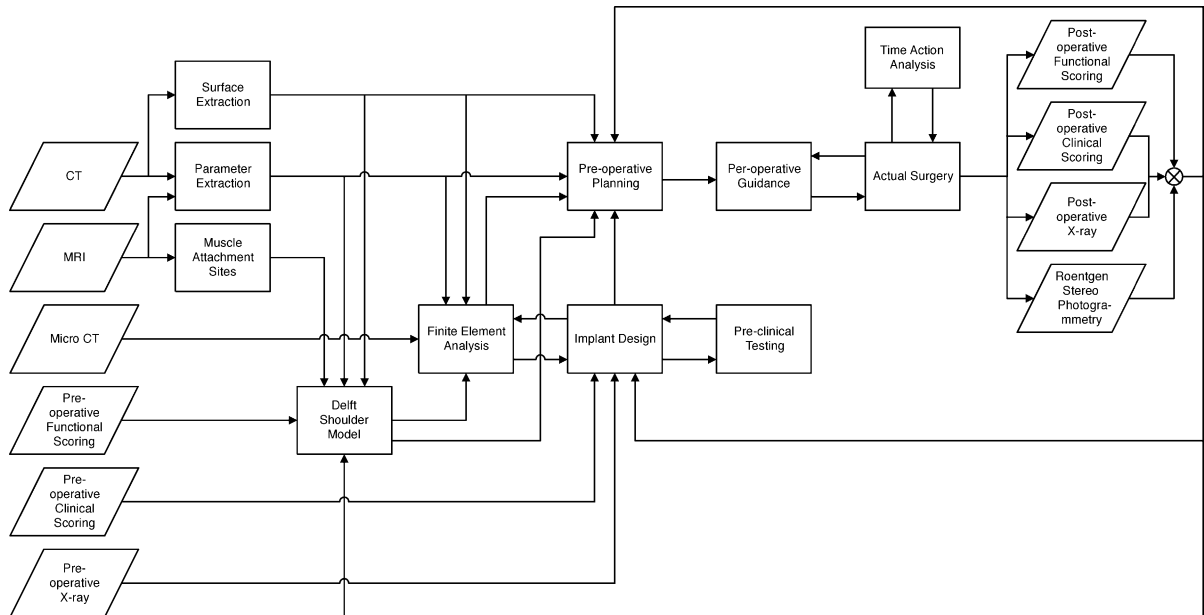 Surface
Extraction
CT
Parameter
Extraction
MRI
Muscle
Attachment
Sites
Micro CT
Pre-
operative
Functional
Scoring
Pre-
operative
Clinical
Scoring
Pre-
operative
X-ray
Delft
Shoulder
Model
Finite Element
Analysis
Pre-operative
Planning
Implant Design
Pre-clinical
Testing
Per-operative
Guidance
Time Action
Analysis
Actual Surgery
Post-
operative
Functional
Scoring
Post-
operative
Clinical
Scoring
Post-
operative
X-ray
Roentgen
Stereo
Photogra-
mmetry